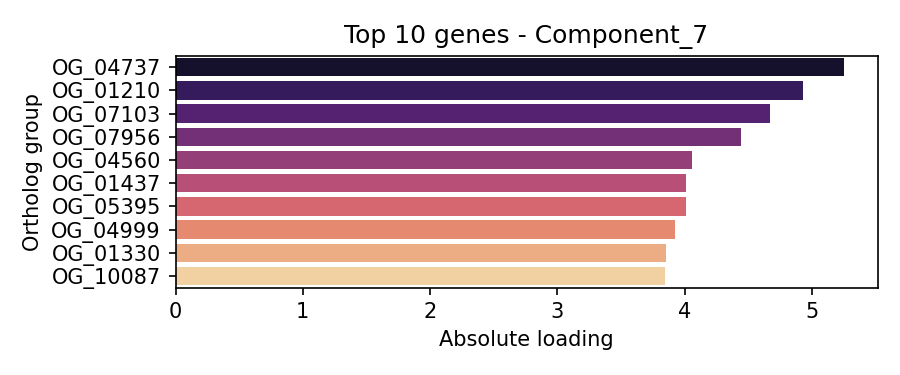 Top 10 genes - Component_7
Ortholog group
OG_04737
OG_01210
OG_07103
OG_07956
OG_04560
OG_01437
OG_05395
OG_04999
OG_01330
OG_10087
0 1 2 3 4 5
Absolute loading